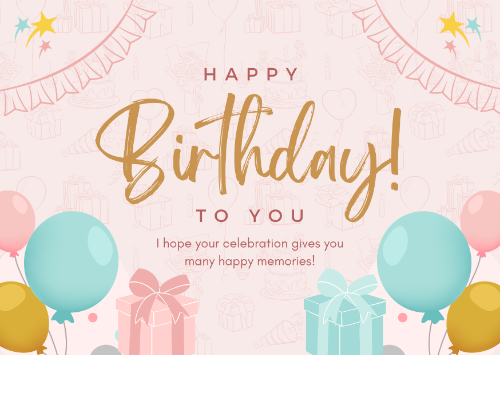 HAPPY
Birthday!
TO YOU
I hope your celebration gives you
many happy memories!